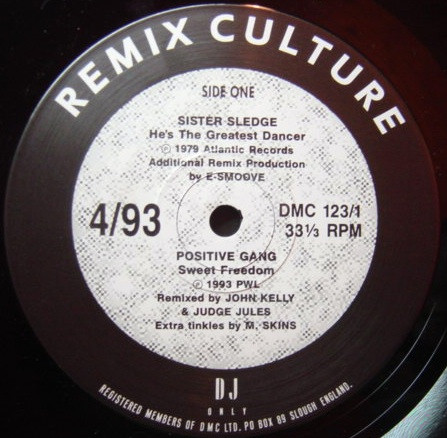 REMIX CULTURE
SIDE ONE
SISTER SLEDGE
He's The Greatest Dancer
Ⓟ 1979 Atlantic Records
Additional Remix Production
by E-SMOOVE
4/93
DMC 123/1
33⅓ RPM
POSITIVE GANG
Sweet Freedom
Ⓟ 1993 PWL
Remixed by JOHN KELLY
& JUDGE JULES
Extra tinkles by M. SKINS
DJ
ONLY
REGISTERED MEMBERS OF DMC LTD. PO BOX 89 SLOUGH ENGLAND.